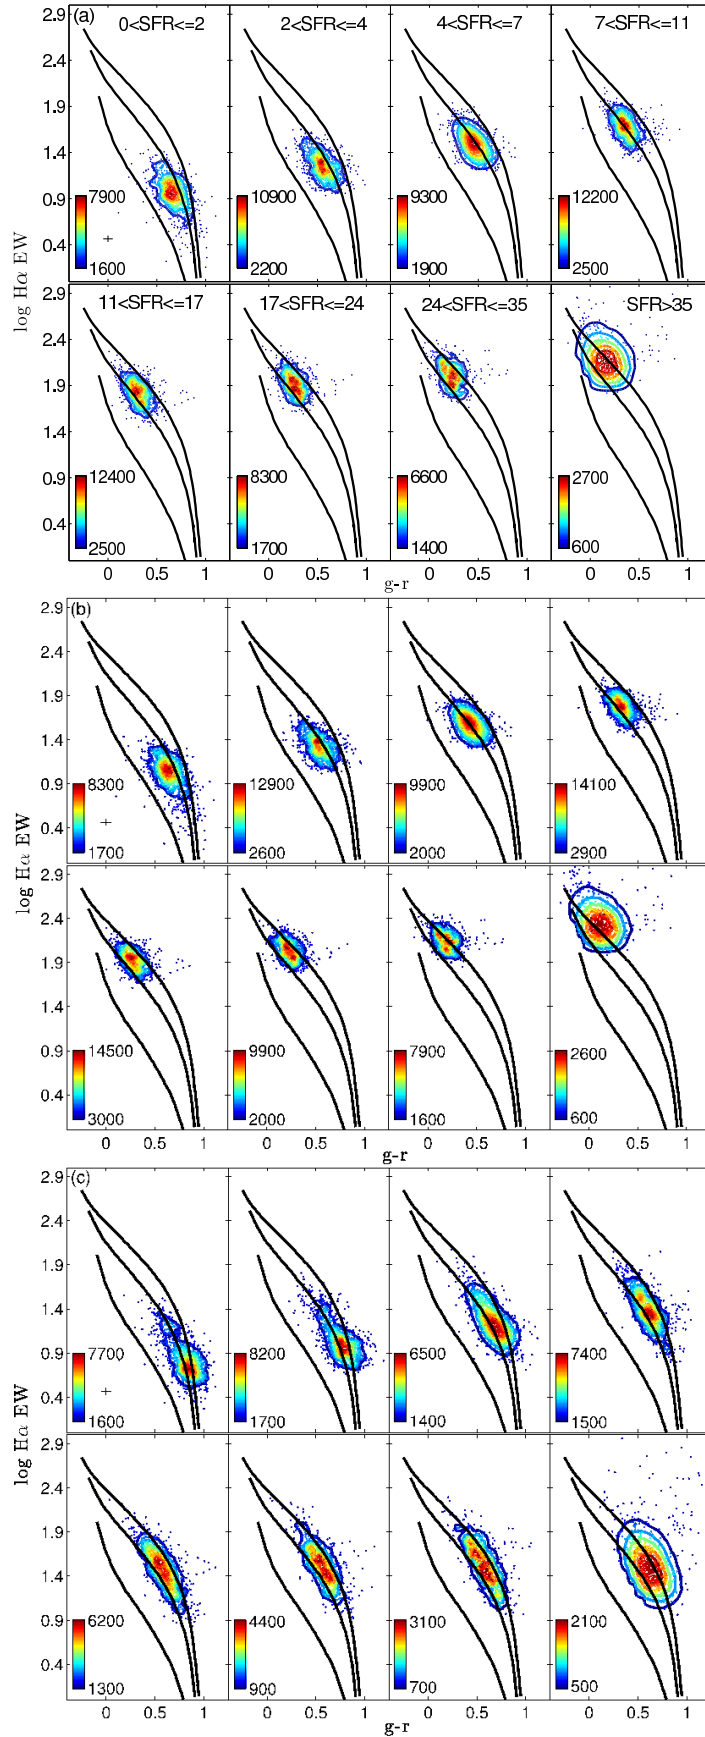 (a) 0<SFR<=2 2<SFR<=4 4<SFR<=7 7<SFR<=11
2.9
2.4
1.9
1.4
0.9
0.4
7900 10900 9300 12200
1600 2200 1900 2500
log Hα EW
11<SFR<=17 17<SFR<=24 24<SFR<=35 SFR>35
2.9
2.4
1.9
1.4
0.9
0.4
12400 8300 6600 2700
2500 1700 1400 600
0 0.5 1 0 0.5 1 0 0.5 1 0 0.5 1
g-r
(b)
2.9
2.4
1.9
1.4
0.9
0.4
8300 12900 9900 14100
1700 2600 2000 2900
log Hα EW
2.9
2.4
1.9
1.4
0.9
0.4
14500 9900 7900 2600
3000 2000 1600 600
0 0.5 1 0 0.5 1 0 0.5 1 0 0.5 1
g-r
(c)
2.9
2.4
1.9
1.4
0.9
0.4
7700 8200 6500 7400
1600 1700 1400 1500
log Hα EW
2.9
2.4
1.9
1.4
0.9
0.4
6200 4400 3100 2100
1300 900 700 500
0 0.5 1 0 0.5 1 0 0.5 1 0 0.5 1
g-r